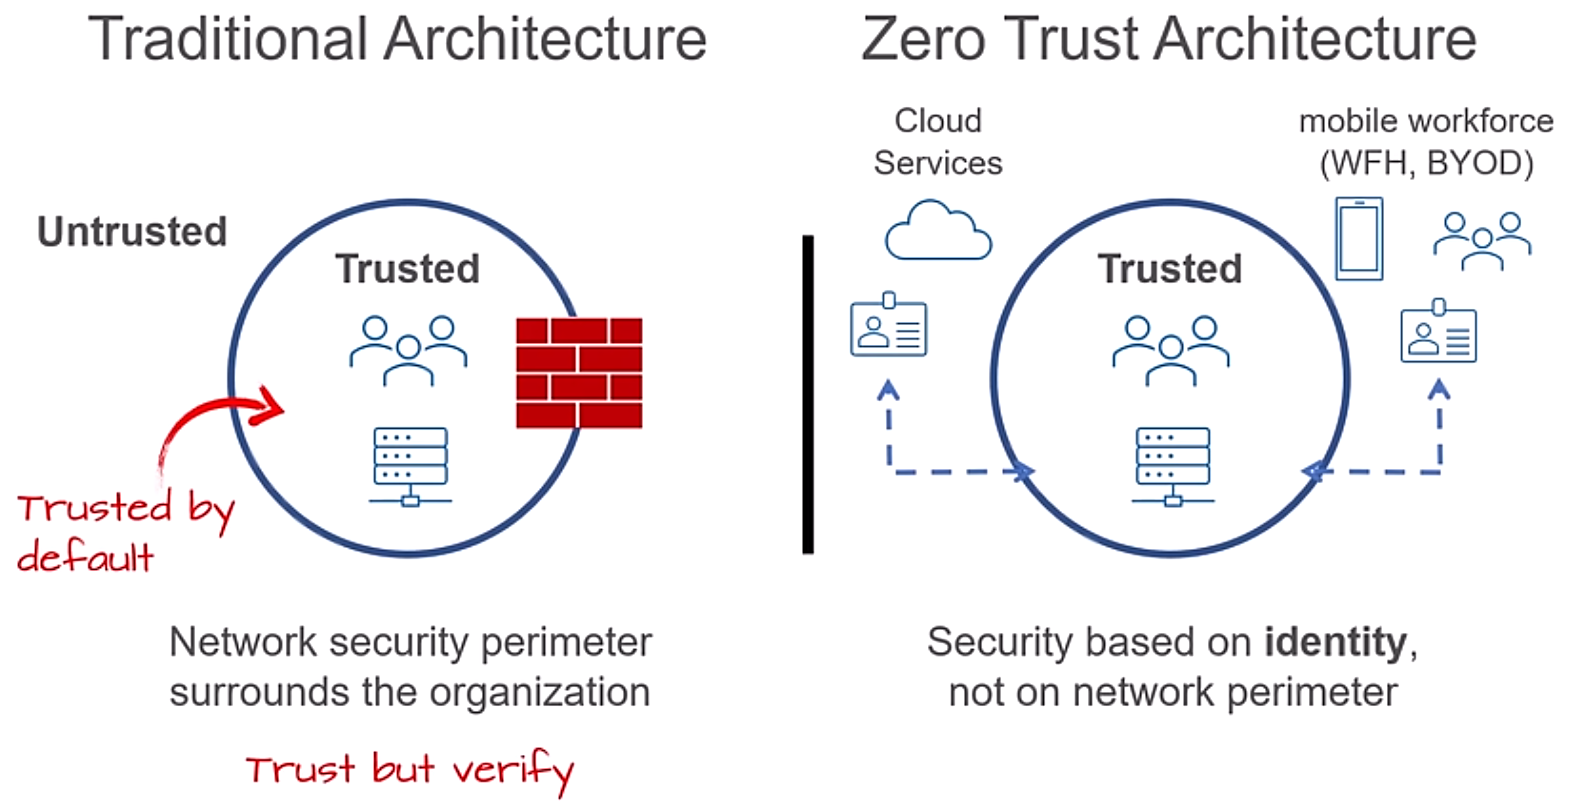 Traditional Architecture
Untrusted
Trusted
Trusted by
default
Network security perimeter
surrounds the organization
Trust but verify
Zero Trust Architecture
Cloud
Services
mobile workforce
(WFH, BYOD)
Trusted
Security based on identity,
not on network perimeter